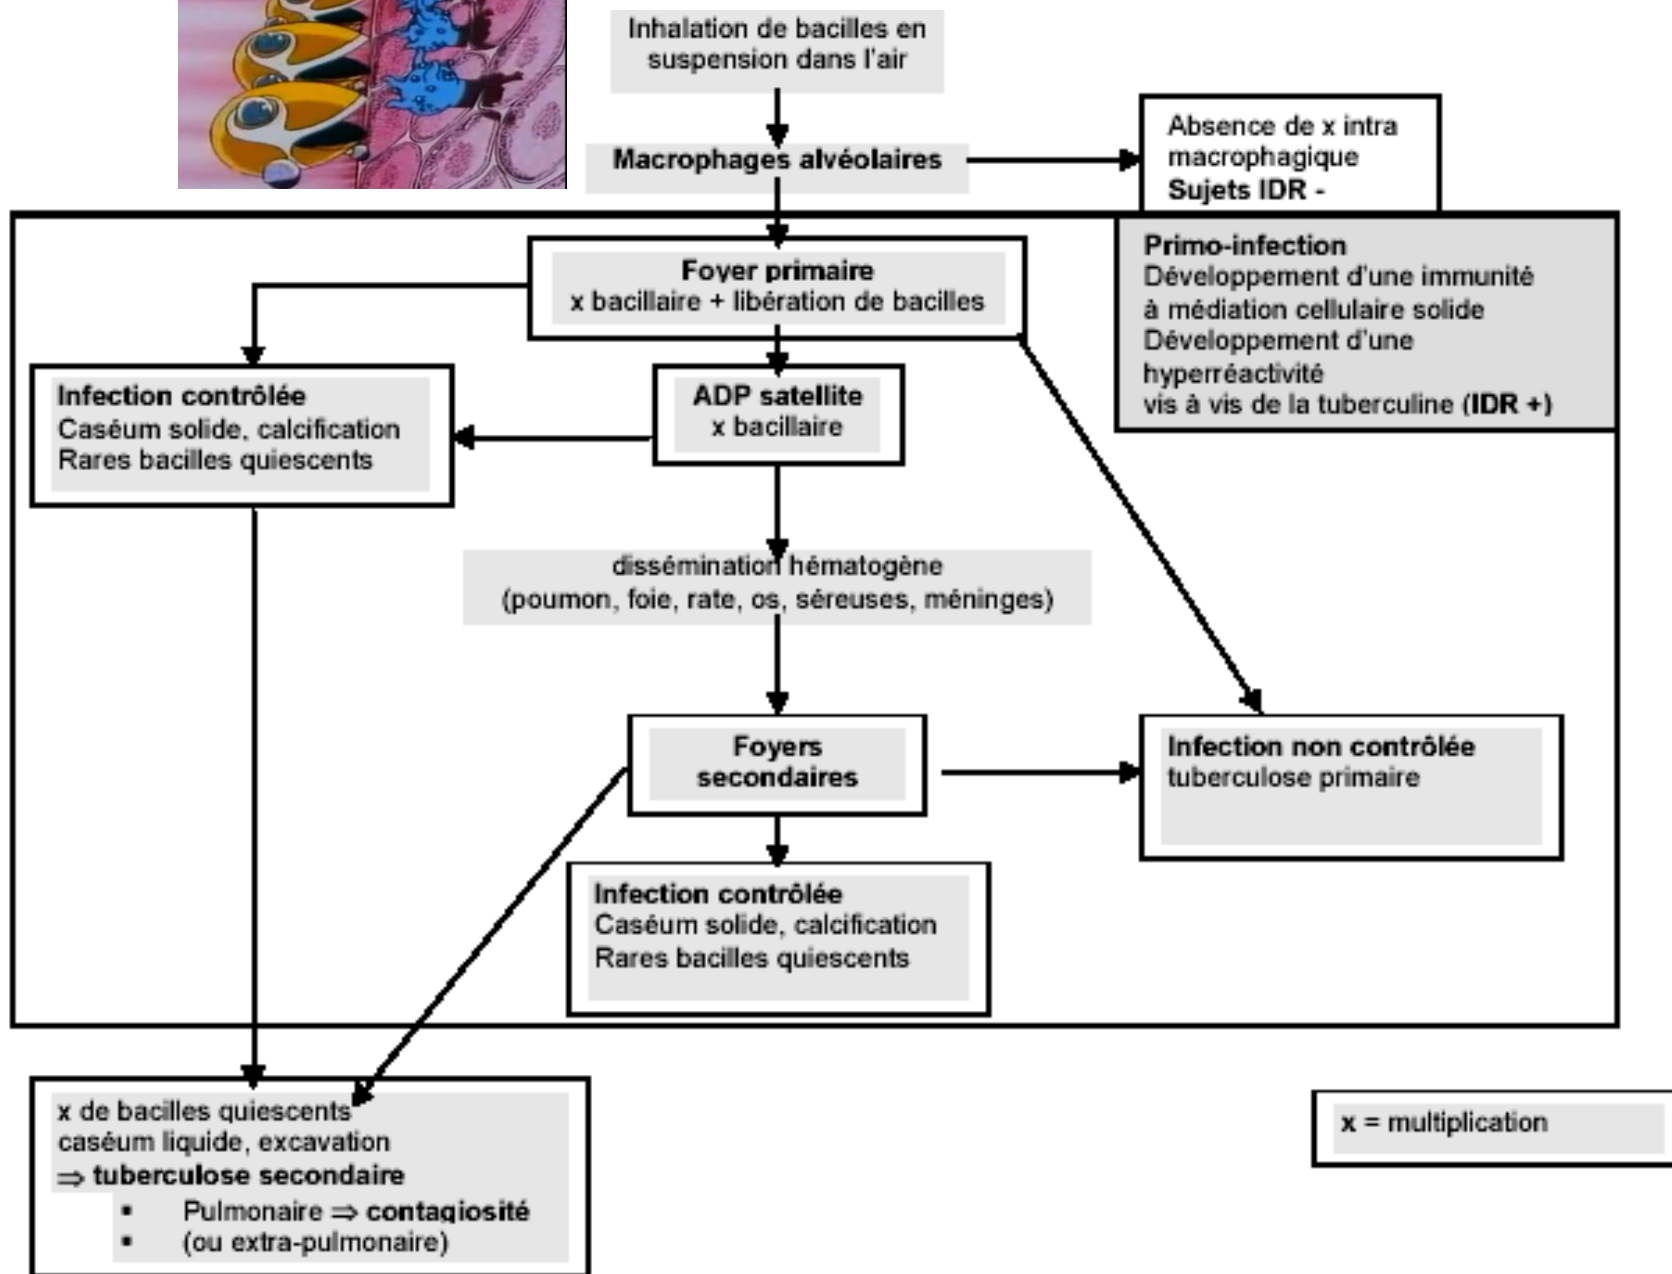 Inhalation de bacilles en
suspension dans l'air
Macrophages alvéolaires
Absence de x intra
macrophagique
Sujets IDR -
Primo-infection
Développement d'une immunité
à médiation cellulaire solide
Développement d'une
hyperréactivité
vis à vis de la tuberculine (IDR +)
Foyer primaire
x bacillaire + libération de bacilles
Infection contrôlée
Caséum solide, calcification
Rares bacilles quiescents
ADP satellite
x bacillaire
dissémination hématogène
(poumon, foie, rate, os, séreuses, méninges)
Foyers
secondaires
Infection non contrôlée
tuberculose primaire
Infection contrôlée
Caséum solide, calcification
Rares bacilles quiescents
x de bacilles quiescents
caséum liquide, excavation
⇒ tuberculose secondaire
▪ Pulmonaire ⇒ contagiosité
▪ (ou extra-pulmonaire)
x = multiplication